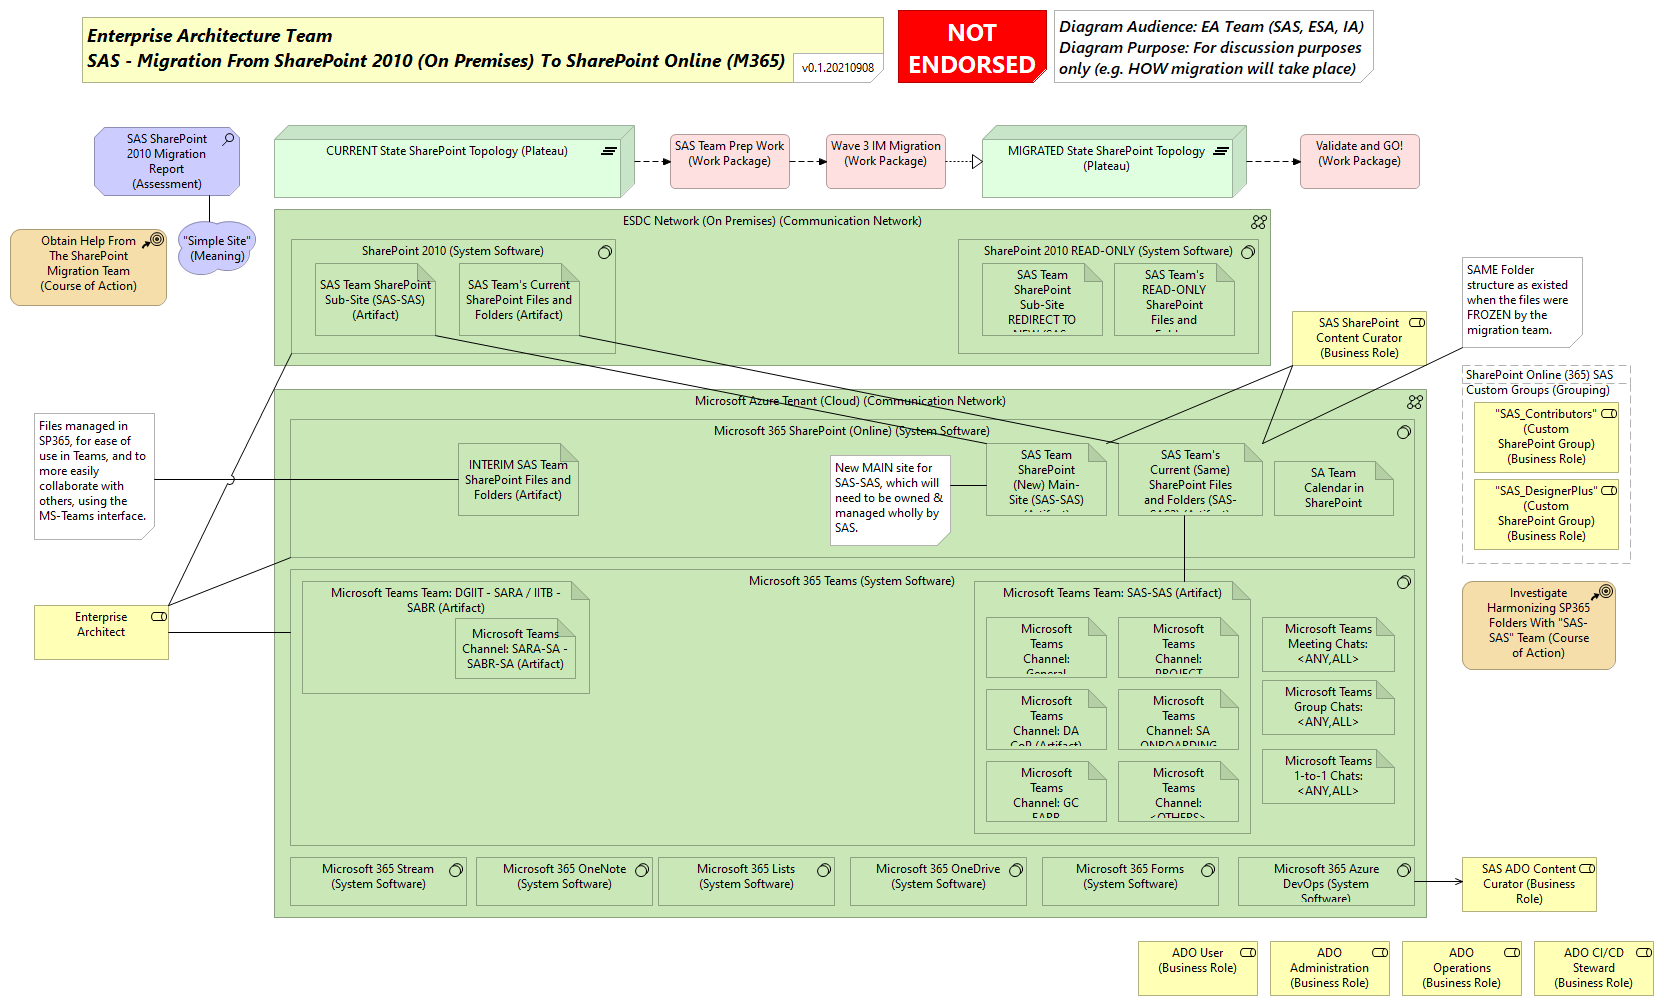 Enterprise Architecture Team
SAS - Migration From SharePoint 2010 (On Premises) To SharePoint Online (M365)
v0.1.20210908
NOT
ENDORSED
Diagram Audience: EA Team (SAS, ESA, IA)
Diagram Purpose: For discussion purposes
only (e.g. HOW migration will take place)
SAS SharePoint
2010 Migration
Report
(Assessment)
CURRENT State SharePoint Topology (Plateau)
SAS Team Prep Work
(Work Package)
Wave 3 IM Migration
(Work Package)
MIGRATED State SharePoint Topology
(Plateau)
Validate and GO!
(Work Package)
Obtain Help From
The SharePoint
Migration Team
(Course of Action)
"Simple Site"
(Meaning)
ESDC Network (On Premises) (Communication Network)
SharePoint 2010 (System Software)
SAS Team SharePoint
Sub-Site (SAS-SAS)
(Artifact)
SAS Team's Current
SharePoint Files and
Folders (Artifact)
SharePoint 2010 READ-ONLY (System Software)
SAS Team
SharePoint
Sub-Site
REDIRECT TO
SAS Team's
READ-ONLY
SharePoint
Files and
SAS SharePoint
Content Curator
(Business Role)
SAME Folder
structure as existed
when the files were
FROZEN by the
migration team.
SharePoint Online (365) SAS
Custom Groups (Grouping)
"SAS_Contributors"
(Custom
SharePoint Group)
(Business Role)
"SAS_DesignerPlus"
(Custom
SharePoint Group)
(Business Role)
Microsoft Azure Tenant (Cloud) (Communication Network)
Microsoft 365 SharePoint (Online) (System Software)
Files managed in
SP365, for ease of
use in Teams, and to
more easily
collaborate with
others, using the
MS-Teams interface.
INTERIM SAS Team
SharePoint Files and
Folders (Artifact)
New MAIN site for
SAS-SAS, which will
need to be owned &
managed wholly by
SAS.
SAS Team
SharePoint
(New) Main-
Site (SAS-SAS)
(Artifact)
SAS Team's
Current (Same)
SharePoint Files
and Folders (SAS-
SAS2) (Artifact)
SA Team
Calendar in
SharePoint
Enterprise
Architect
Microsoft 365 Teams (System Software)
Microsoft Teams Team: DGIIT - SARA / IITB -
SABR (Artifact)
Microsoft Teams
Channel: SARA-SA -
SABR-SA (Artifact)
Microsoft Teams Team: SAS-SAS (Artifact)
Microsoft
Teams
Channel:
General
Microsoft
Teams
Channel:
PROJECT
Microsoft
Teams
Channel: DA
CoP (Artifact)
Microsoft
Teams
Channel: SA
ONBOARDING
Microsoft
Teams
Channel: GC
EARB
Microsoft
Teams
Channel:
<OTHERS>
Microsoft Teams
Meeting Chats:
<ANY,ALL>
Microsoft Teams
Group Chats:
<ANY,ALL>
Microsoft Teams
1-to-1 Chats:
<ANY,ALL>
Investigate
Harmonizing SP365
Folders With "SAS-
SAS" Team (Course
of Action)
Microsoft 365 Stream
(System Software)
Microsoft 365 OneNote
(System Software)
Microsoft 365 Lists
(System Software)
Microsoft 365 OneDrive
(System Software)
Microsoft 365 Forms
(System Software)
Microsoft 365 Azure
DevOps (System
Software)
SAS ADO Content
Curator (Business
Role)
ADO User
(Business Role)
ADO
Administration
(Business Role)
ADO
Operations
(Business Role)
ADO CI/CD
Steward
(Business Role)